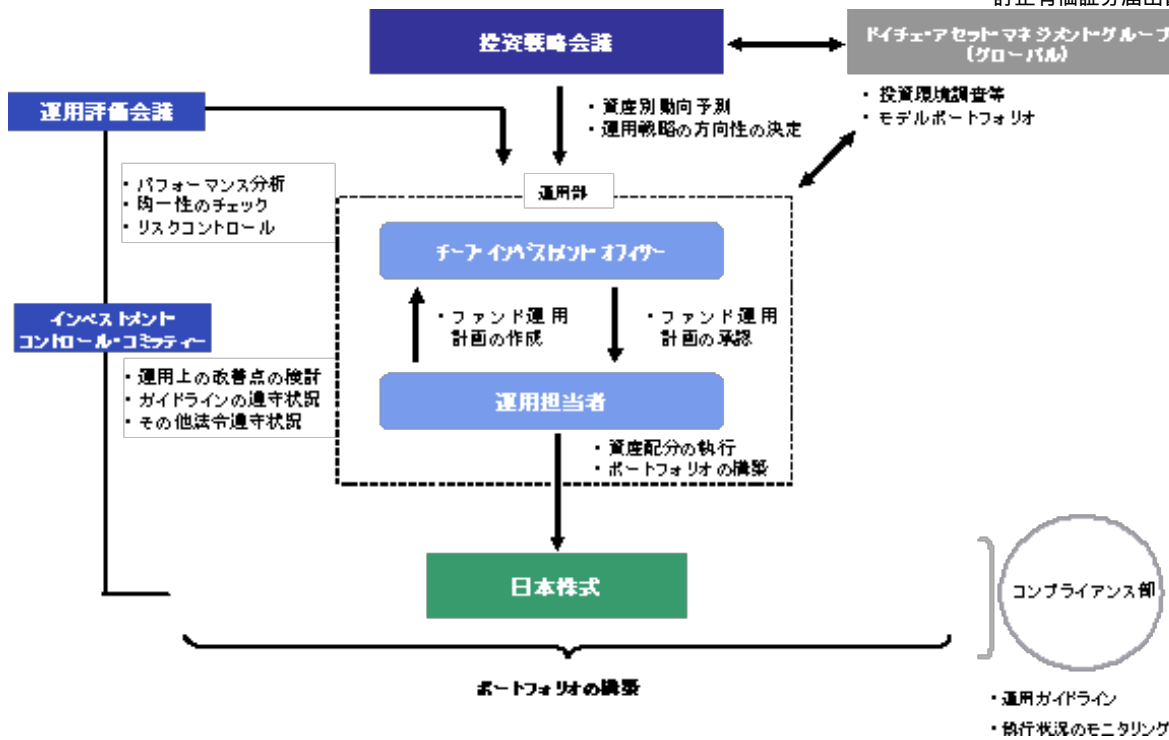 訂正有価証券届出書
投資戦略会議
ドイチェ・アセット・マネジメント・グループ
(グローバル)
・投資環境調査等
・モデルポートフォリオ
・資産別動向予測
・運用戦略の方向性の決定
運用評価会議
・パフォーマンス分析
・均一性のチェック
・リスクコントロール
運用部
チーフ インベストメント オフィサー
・ファンド運用
計画の作成
・ファンド運用
計画の承認
インベストメント
コントロール・コミッティー
・運用上の改善点の検討
・ガイドラインの遵守状況
・その他法令遵守状況
運用担当者
・資産配分の執行
・ポートフォリオの構築
日本株式
コンプライアンス部
ポートフォリオの構築
・運用ガイドライン
・執行状況のモニタリング